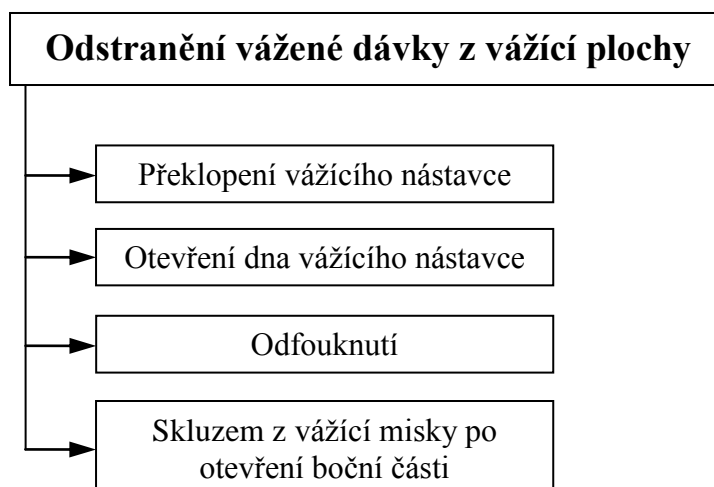 Odstranění vážené dávky z vážící plochy
Překlopení vážícího nástavce
Otevření dna vážícího nástavce
Odfouknutí
Skluzem z vážící misky po
otevření boční části